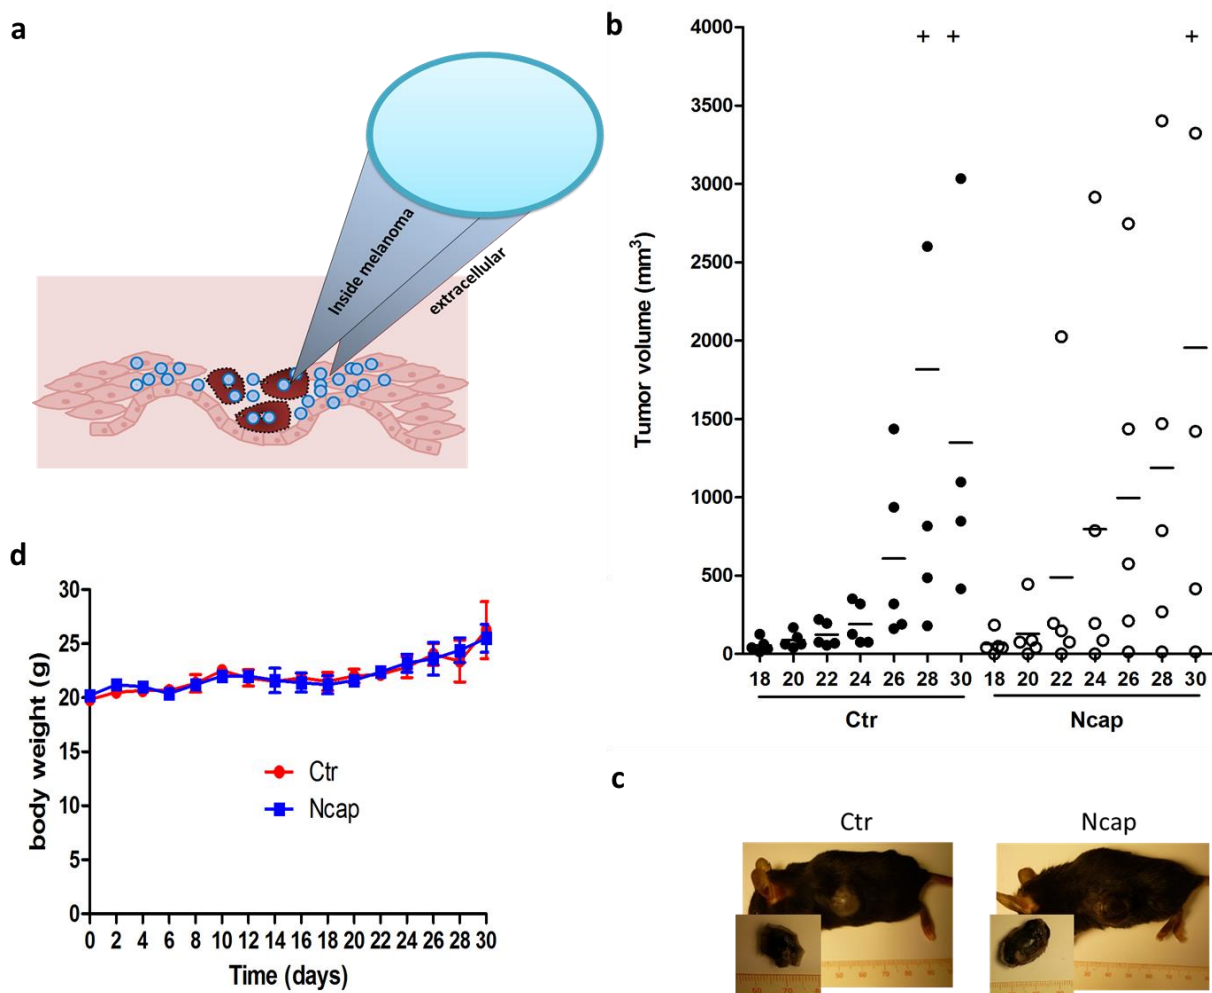 a
Inside melanoma
extracellular
b
4000
3500
3000
2500
2000
1500
1000
500
0
Tumor volume (mm³)
+ + +
18 20 22 24 26 28 30 18 20 22 24 26 28 30
Ctr Ncap
d
30
25
20
15
10
5
0
body weight (g)
Ctr
Ncap
0 2 4 6 8 10 12 14 16 18 20 22 24 26 28 30
Time (days)
c
Ctr Ncap